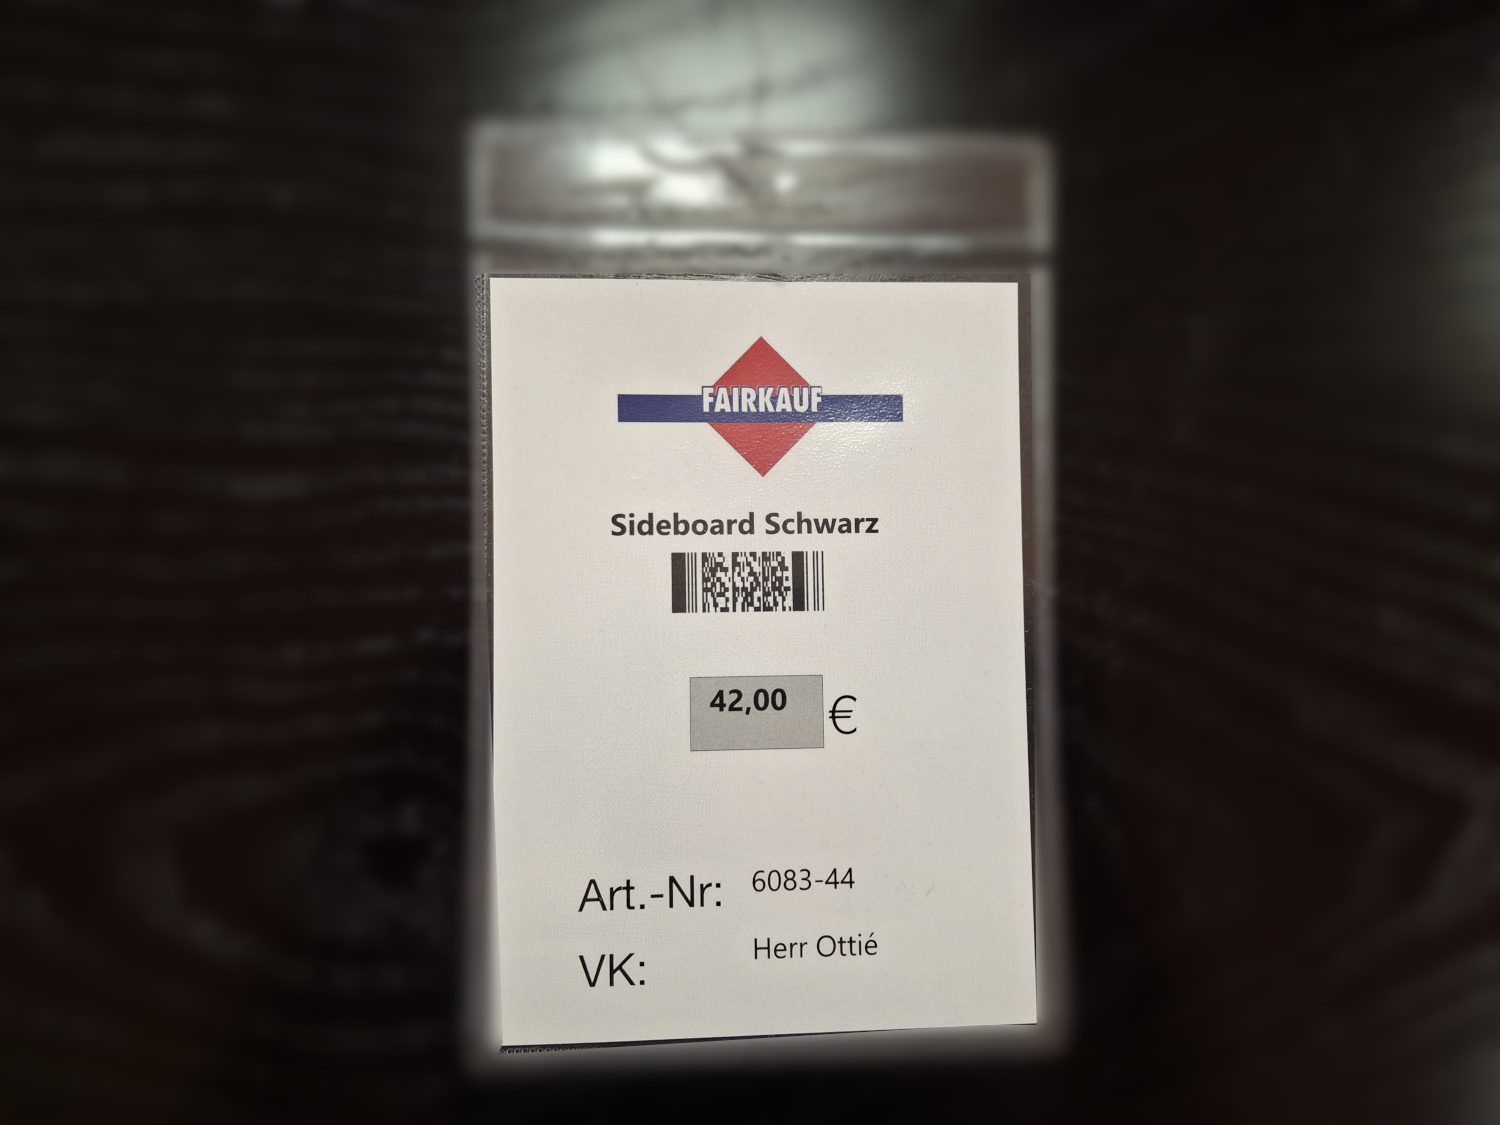 FAIRKAUF
Sideboard Schwarz
42,00 €
Art.-Nr: 6083-44
VK: Herr Ottié